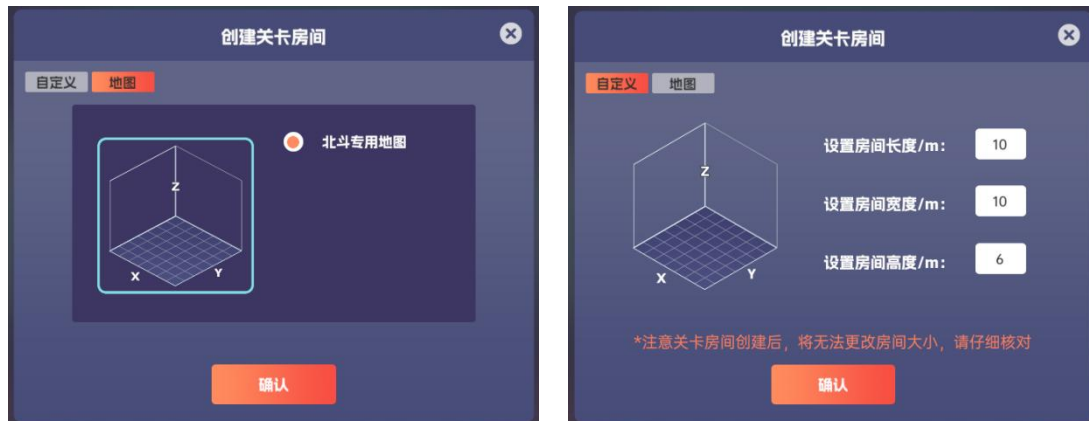 创建关卡房间
自定义 地图
Z
X Y
北斗专用地图
确认
创建关卡房间
自定义 地图
Z
X Y
设置房间长度/m： 10
设置房间宽度/m： 10
设置房间高度/m： 6
*注意关卡房间创建后，将无法更改房间大小，请仔细核对
确认